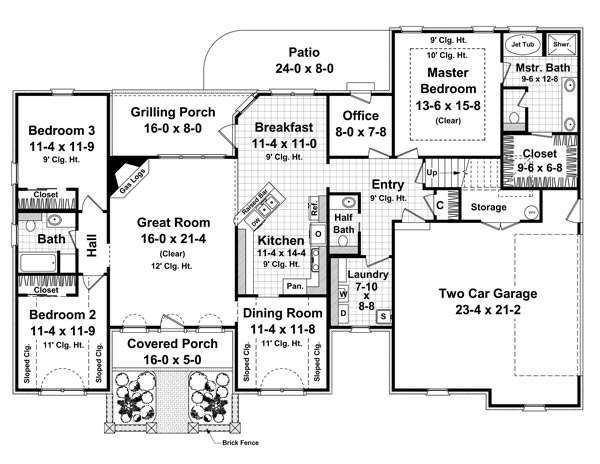 Patio
24-0 x 8-0
9' Clg. Ht.
10' Clg. Ht.
Master
Bedroom
13-6 x 15-8
(Clear)
Jet Tub
Shwr.
Mstr. Bath
9-6 x 12-8
Closet
9-6 x 6-8
Grilling Porch
16-0 x 8-0
Breakfast
11-4 x 11-0
9' Clg. Ht.
Office
8-0 x 7-8
Bedroom 3
11-4 x 11-9
9' Clg. Ht.
Closet
Gas Logs
Raised Bar
DW
Ref.
Up
Entry
9' Clg. Ht.
C
Storage
Great Room
16-0 x 21-4
(Clear)
12' Clg. Ht.
Bath
Hall
Half
Bath
Kitchen
11-4 x 14-4
9' Clg. Ht.
O
Pan.
Laundry
7-10
x
8-8
W
D
S
Two Car Garage
23-4 x 21-2
Closet
Bedroom 2
11-4 x 11-9
11' Clg. Ht.
Sloped Clg.
Sloped Clg.
Covered Porch
16-0 x 5-0
Dining Room
11-4 x 11-8
11' Clg. Ht.
Sloped Clg.
Sloped Clg.
Brick Fence